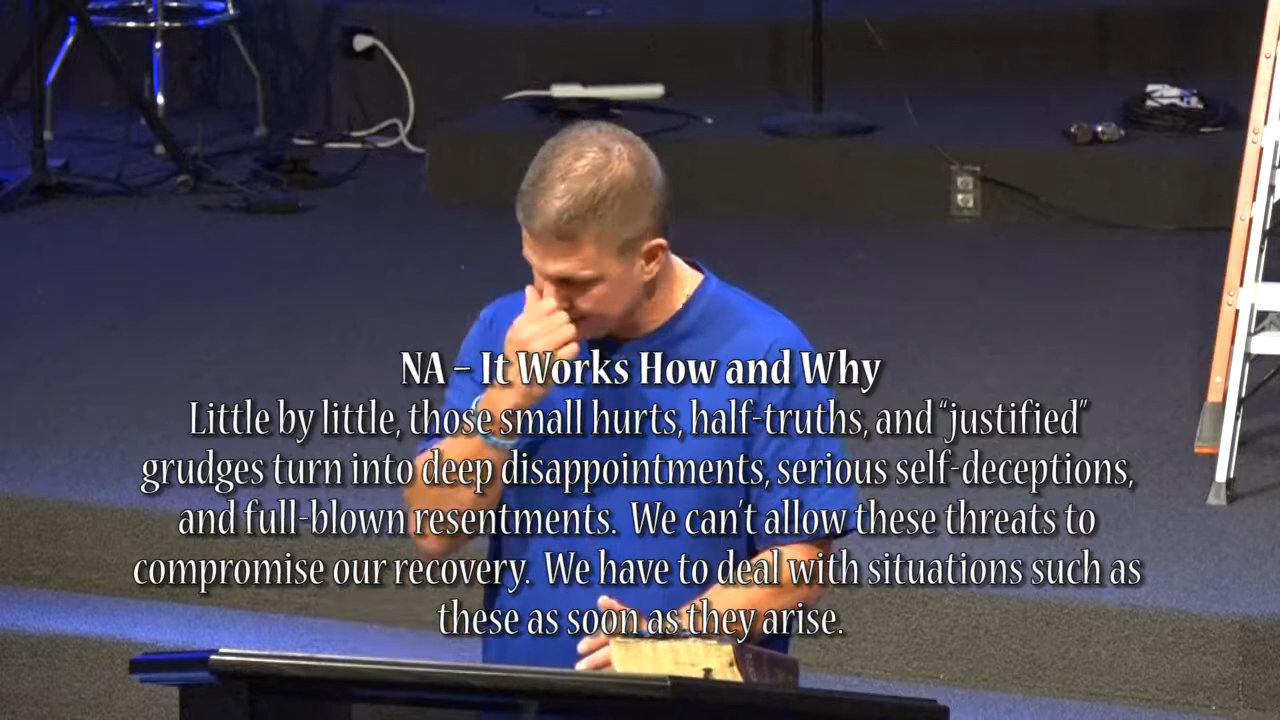 NA – It Works How and Why
Little by little, those small hurts, half-truths, and “justified”
grudges turn into deep disappointments, serious self-deceptions,
and full-blown resentments.  We can’t allow these threats to
compromise our recovery.  We have to deal with situations such as
these as soon as they arise.